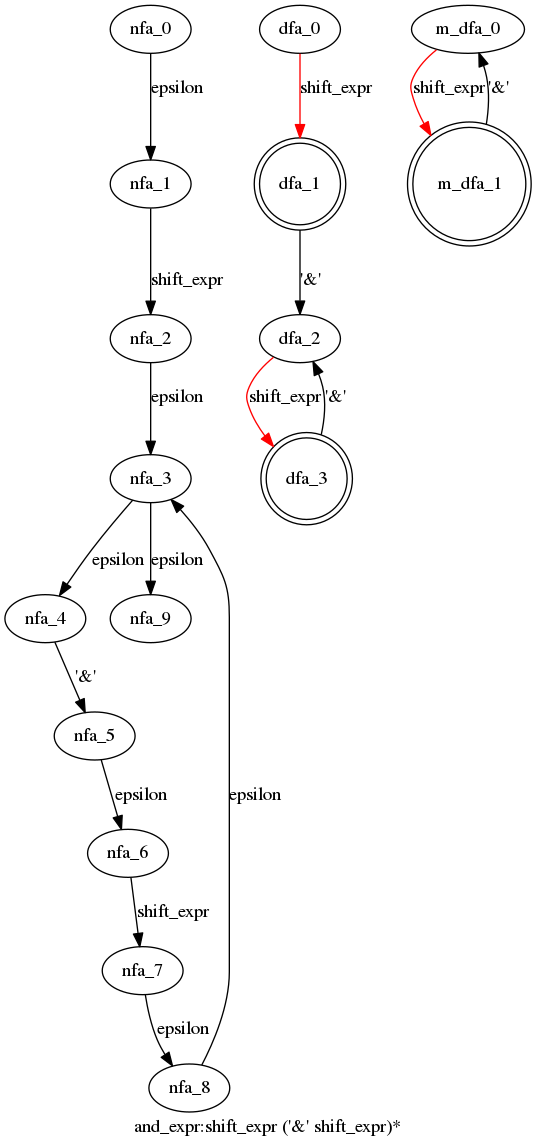 nfa_0
dfa_0
m_dfa_0
epsilon
shift_expr
shift_expr
'&'
nfa_1
dfa_1
m_dfa_1
shift_expr
'&'
nfa_2
dfa_2
epsilon
shift_expr
'&'
nfa_3
dfa_3
epsilon
epsilon
nfa_4
nfa_9
'&'
nfa_5
epsilon
epsilon
nfa_6
shift_expr
nfa_7
epsilon
nfa_8
and_expr:shift_expr ('&' shift_expr)*